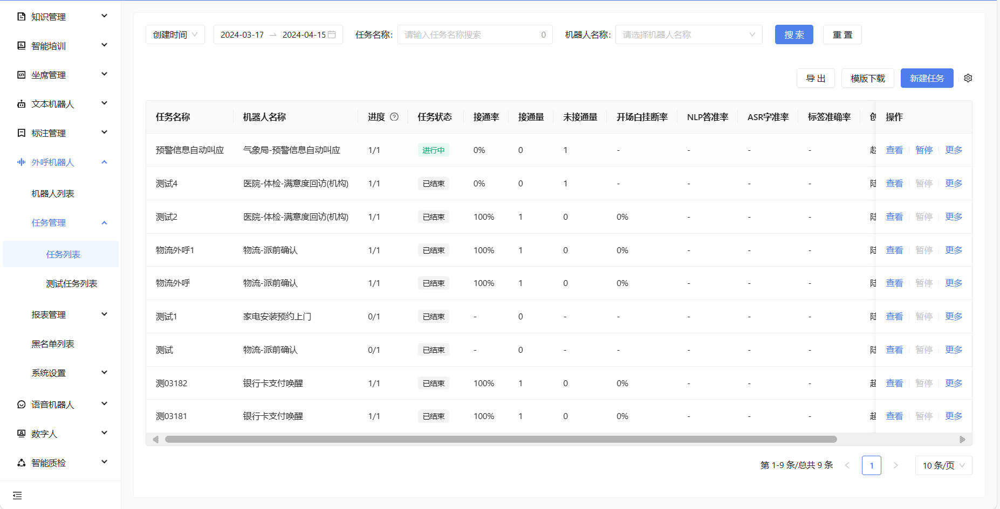 知识管理
智能培训
坐席管理
文本机器人
标注管理
外呼机器人
机器人列表
任务管理
任务列表
测试任务列表
报表管理
黑名单列表
系统设置
语音机器人
数字人
智能质检
创建时间 2024-03-17 → 2024-04-15 任务名称: 请输入任务名称搜索 0 机器人名称: 请选择机器人名称 搜 索 重 置
导 出 模版下载 新建任务
任务名称 机器人名称 进度 任务状态 接通率 接通量 未接通量 开场白挂断率 NLP答准率 ASR字准率 标签准确率 操作
预警信息自动叫应 气象局-预警信息自动叫应 1/1 进行中 0% 0 1 - - - - 查看 暂停 更多
测试4 医院-体检-满意度回访(机构) 1/1 已结束 0% 0 1 - - - - 查看 暂停 更多
测试2 医院-体检-满意度回访(机构) 1/1 已结束 100% 1 0 0% - - - 查看 暂停 更多
物流外呼1 物流-派前确认 1/1 已结束 100% 1 0 0% - - - 查看 暂停 更多
物流外呼 物流-派前确认 1/1 已结束 100% 1 0 0% - - - 查看 暂停 更多
测试1 家电安装预约上门 0/1 已结束 - 0 - - - - - 查看 暂停 更多
测试 物流-派前确认 0/1 已结束 - 0 - - - - - 查看 暂停 更多
测03182 银行卡支付唤醒 1/1 已结束 100% 1 0 0% - - - 查看 暂停 更多
测03181 银行卡支付唤醒 1/1 已结束 100% 1 0 0% - - - 查看 暂停 更多
第 1-9 条/总共 9 条 < 1 > 10 条/页